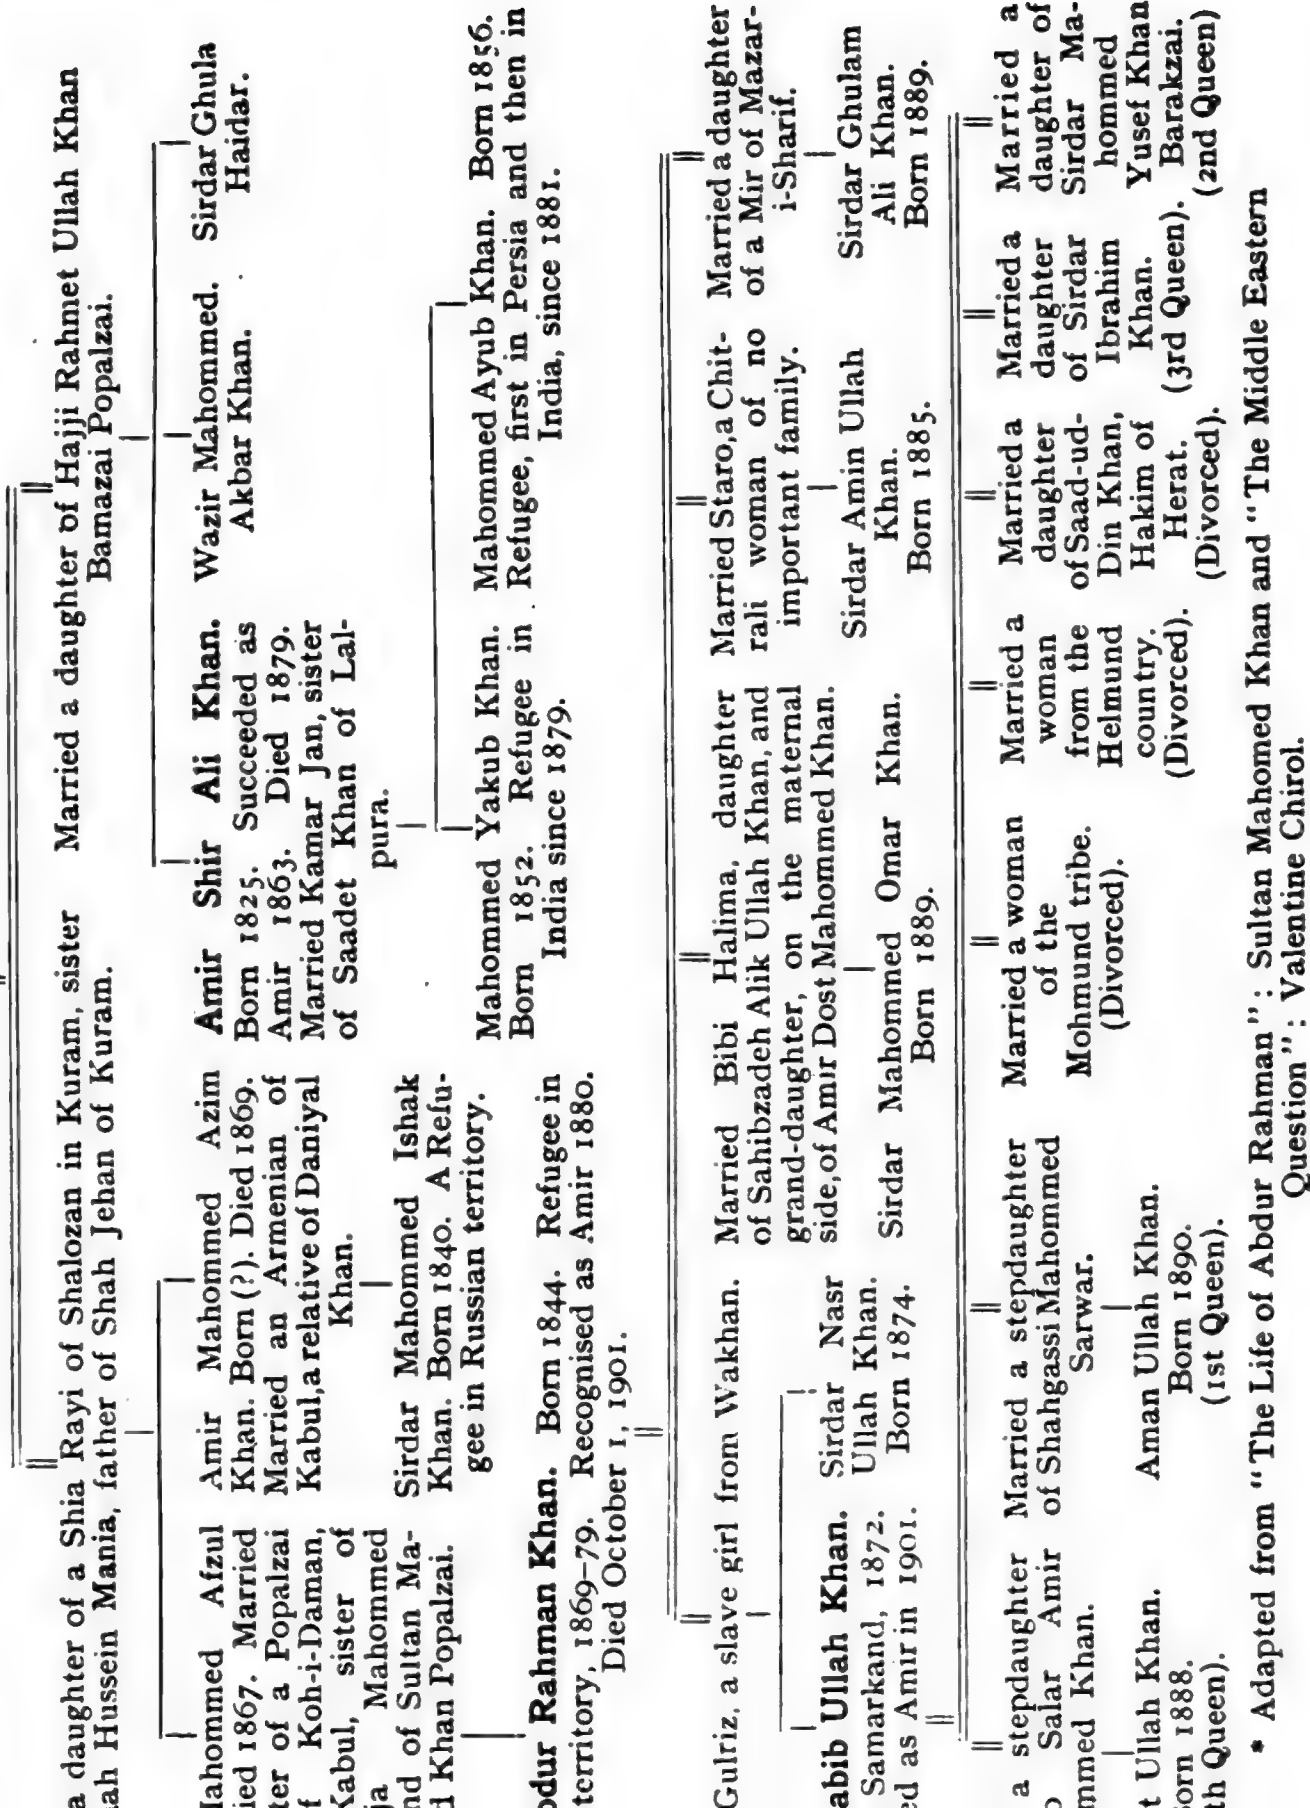 a daughter of a Shia Rayi of Shalozan in Kuram, sister
Hussein Mania, father of Shah Jehan of Kuram.
Married a daughter of Hajji Rahmet Ullah Khan
Bamazai Popalzai.
Mahommed Afzul
1867. Married
of a Popalzai
Koh-i-Daman,
Kabul, sister of
Mahommed
of Sultan Ma-
Khan Popalzai.
Amir Mahommed Azim
Khan. Born (?). Died 1869.
Married an Armenian of
Kabul, a relative of Daniyal
Khan.
Sirdar Mahommed Ishak
Khan. Born 1840. A Refu-
gee in Russian territory.
Amir Shir Ali Khan.
Born 1825. Succeeded as
Amir 1863. Died 1879.
Married Kamar Jan, sister
of Saadet Khan of Lal-
pura.
Wazir Mahommed.
Akbar Khan.
Sirdar Ghula
Haidar.
Mahommed Yakub Khan.
Born 1852. Refugee in
India since 1879.
Mahommed Ayub Khan. Born 1856.
Refugee, first in Persia and then in
India, since 1881.
Rahman Khan. Born 1844. Refugee in
territory, 1869–79. Recognised as Amir 1880.
Died October 1, 1901.
Gulriz, a slave girl from Wakhan.
Married Bibi Halima, daughter
of Sahibzadeh Alik Ullah Khan, and
grand-daughter, on the maternal
side, of Amir Dost Mahommed Khan.
Married Staro, a Chit-
rali woman of no
important family.
Married a daughter
of a Mir of Mazar-
i-Sharif.
Ullah Khan.
Samarkand, 1872.
as Amir in 1901.
Sirdar Nasr
Ullah Khan.
Born 1874.
Sirdar Mahommed Omar Khan.
Born 1889.
Sirdar Amin Ullah
Khan.
Born 1885.
Sirdar Ghulam
Ali Khan.
Born 1889.
a stepdaughter
Salar Amir
Khan.
Ullah Khan.
1888.
Queen).
Married a stepdaughter
of Shahgassi Mahommed
Sarwar.
Aman Ullah Khan.
Born 1890.
(1st Queen).
Married a woman
of the
Mohmund tribe.
(Divorced).
Married a
woman
from the
Helmund
country.
(Divorced).
Married a
daughter
of Saad-ud-
Din Khan,
Hakim of
Herat.
(Divorced).
Married a
daughter
of Sirdar
Ibrahim
Khan.
(3rd Queen).
Married a
daughter of
Sirdar Ma-
hommed
Yusef Khan
Barakzai.
(2nd Queen)
* Adapted from "The Life of Abdur Rahman": Sultan Mahomed Khan and "The Middle Eastern
Question": Valentine Chirol.